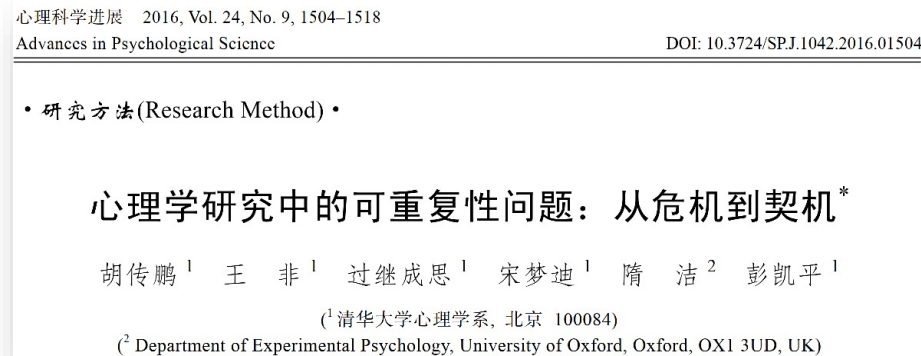 心理科学进展 2016, Vol. 24, No. 9, 1504–1518
Advances in Psychological Science DOI: 10.3724/SP.J.1042.2016.01504
·研究方法(Research Method)·
心理学研究中的可重复性问题：从危机到契机*
胡传鹏1 王 非1 过继成思1 宋梦迪1 隋 洁2 彭凯平1
(1 清华大学心理学系, 北京 100084)
(2 Department of Experimental Psychology, University of Oxford, Oxford, OX1 3UD, UK)